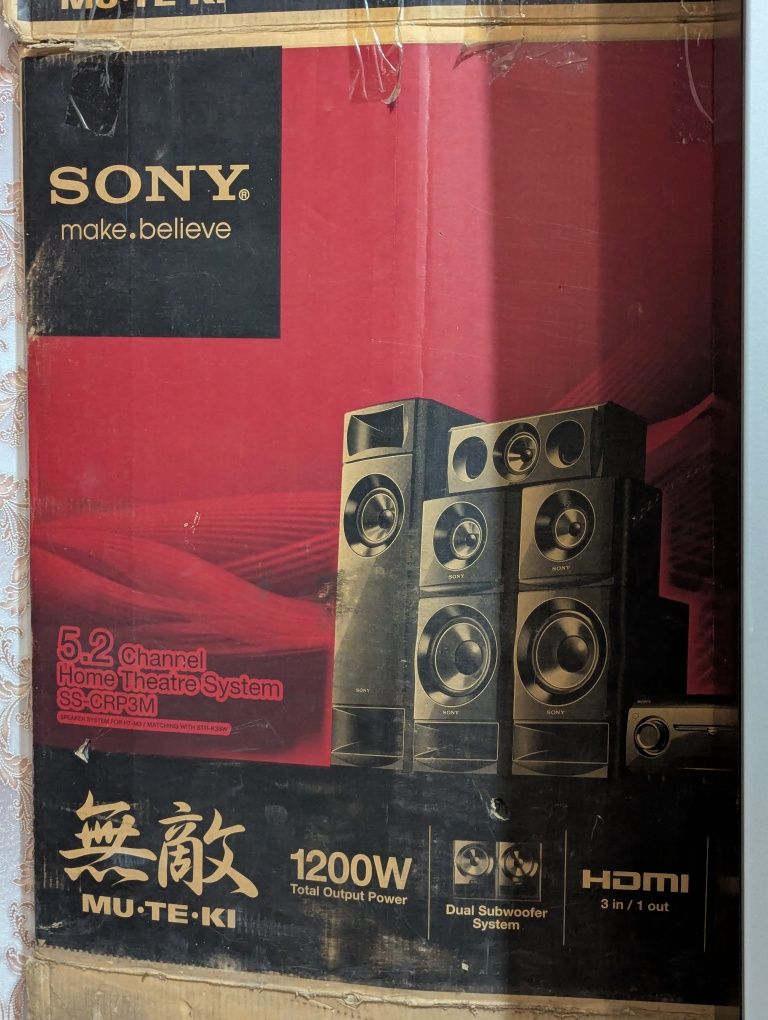 MU•TE•KI
SONY®
make.believe
SONY
SONY
SONY
SONY
SONY
SONY
5.2 Channel
Home Theatre System
SS-CRP3M
SPEAKER SYSTEM FOR HT-M3 / MATCHING WITH STR-K3SW
無敵
MU•TE•KI
1200W
Total Output Power
Dual Subwoofer
System
HDMI
3 in / 1 out